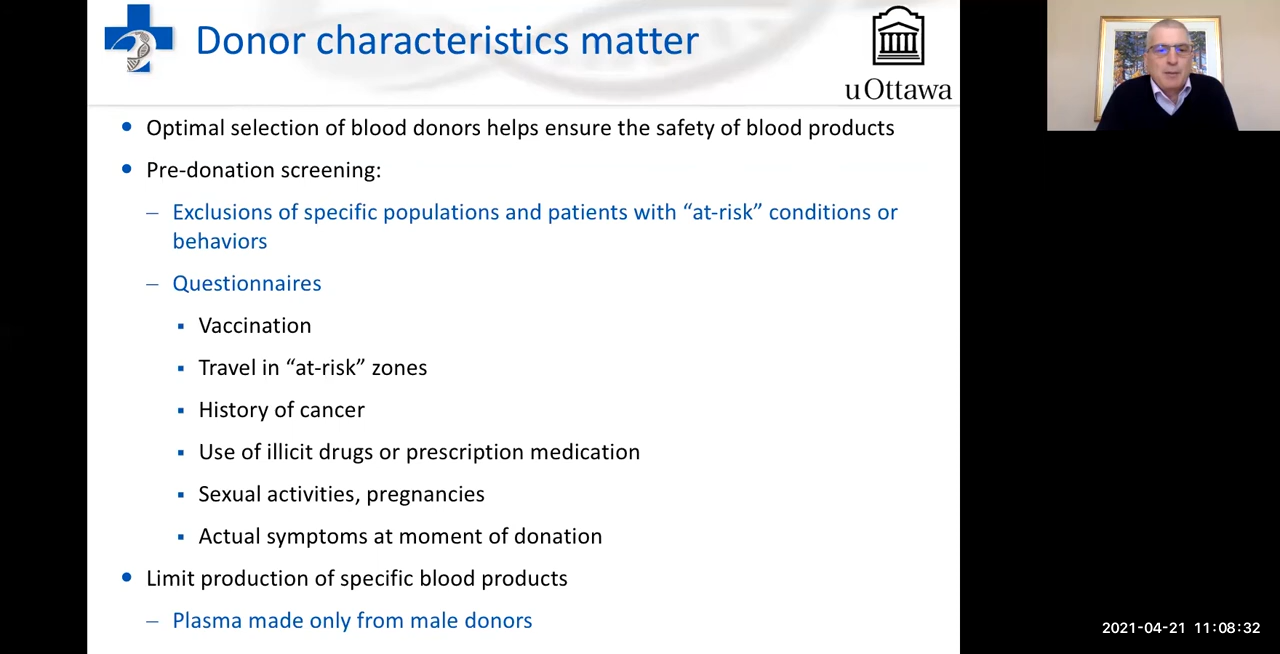 Donor characteristics matter
uOttawa
• Optimal selection of blood donors helps ensure the safety of blood products
• Pre-donation screening:
– Exclusions of specific populations and patients with “at-risk” conditions or
behaviors
– Questionnaires
▪ Vaccination
▪ Travel in “at-risk” zones
▪ History of cancer
▪ Use of illicit drugs or prescription medication
▪ Sexual activities, pregnancies
▪ Actual symptoms at moment of donation
• Limit production of specific blood products
– Plasma made only from male donors
2021-04-21 11:08:32